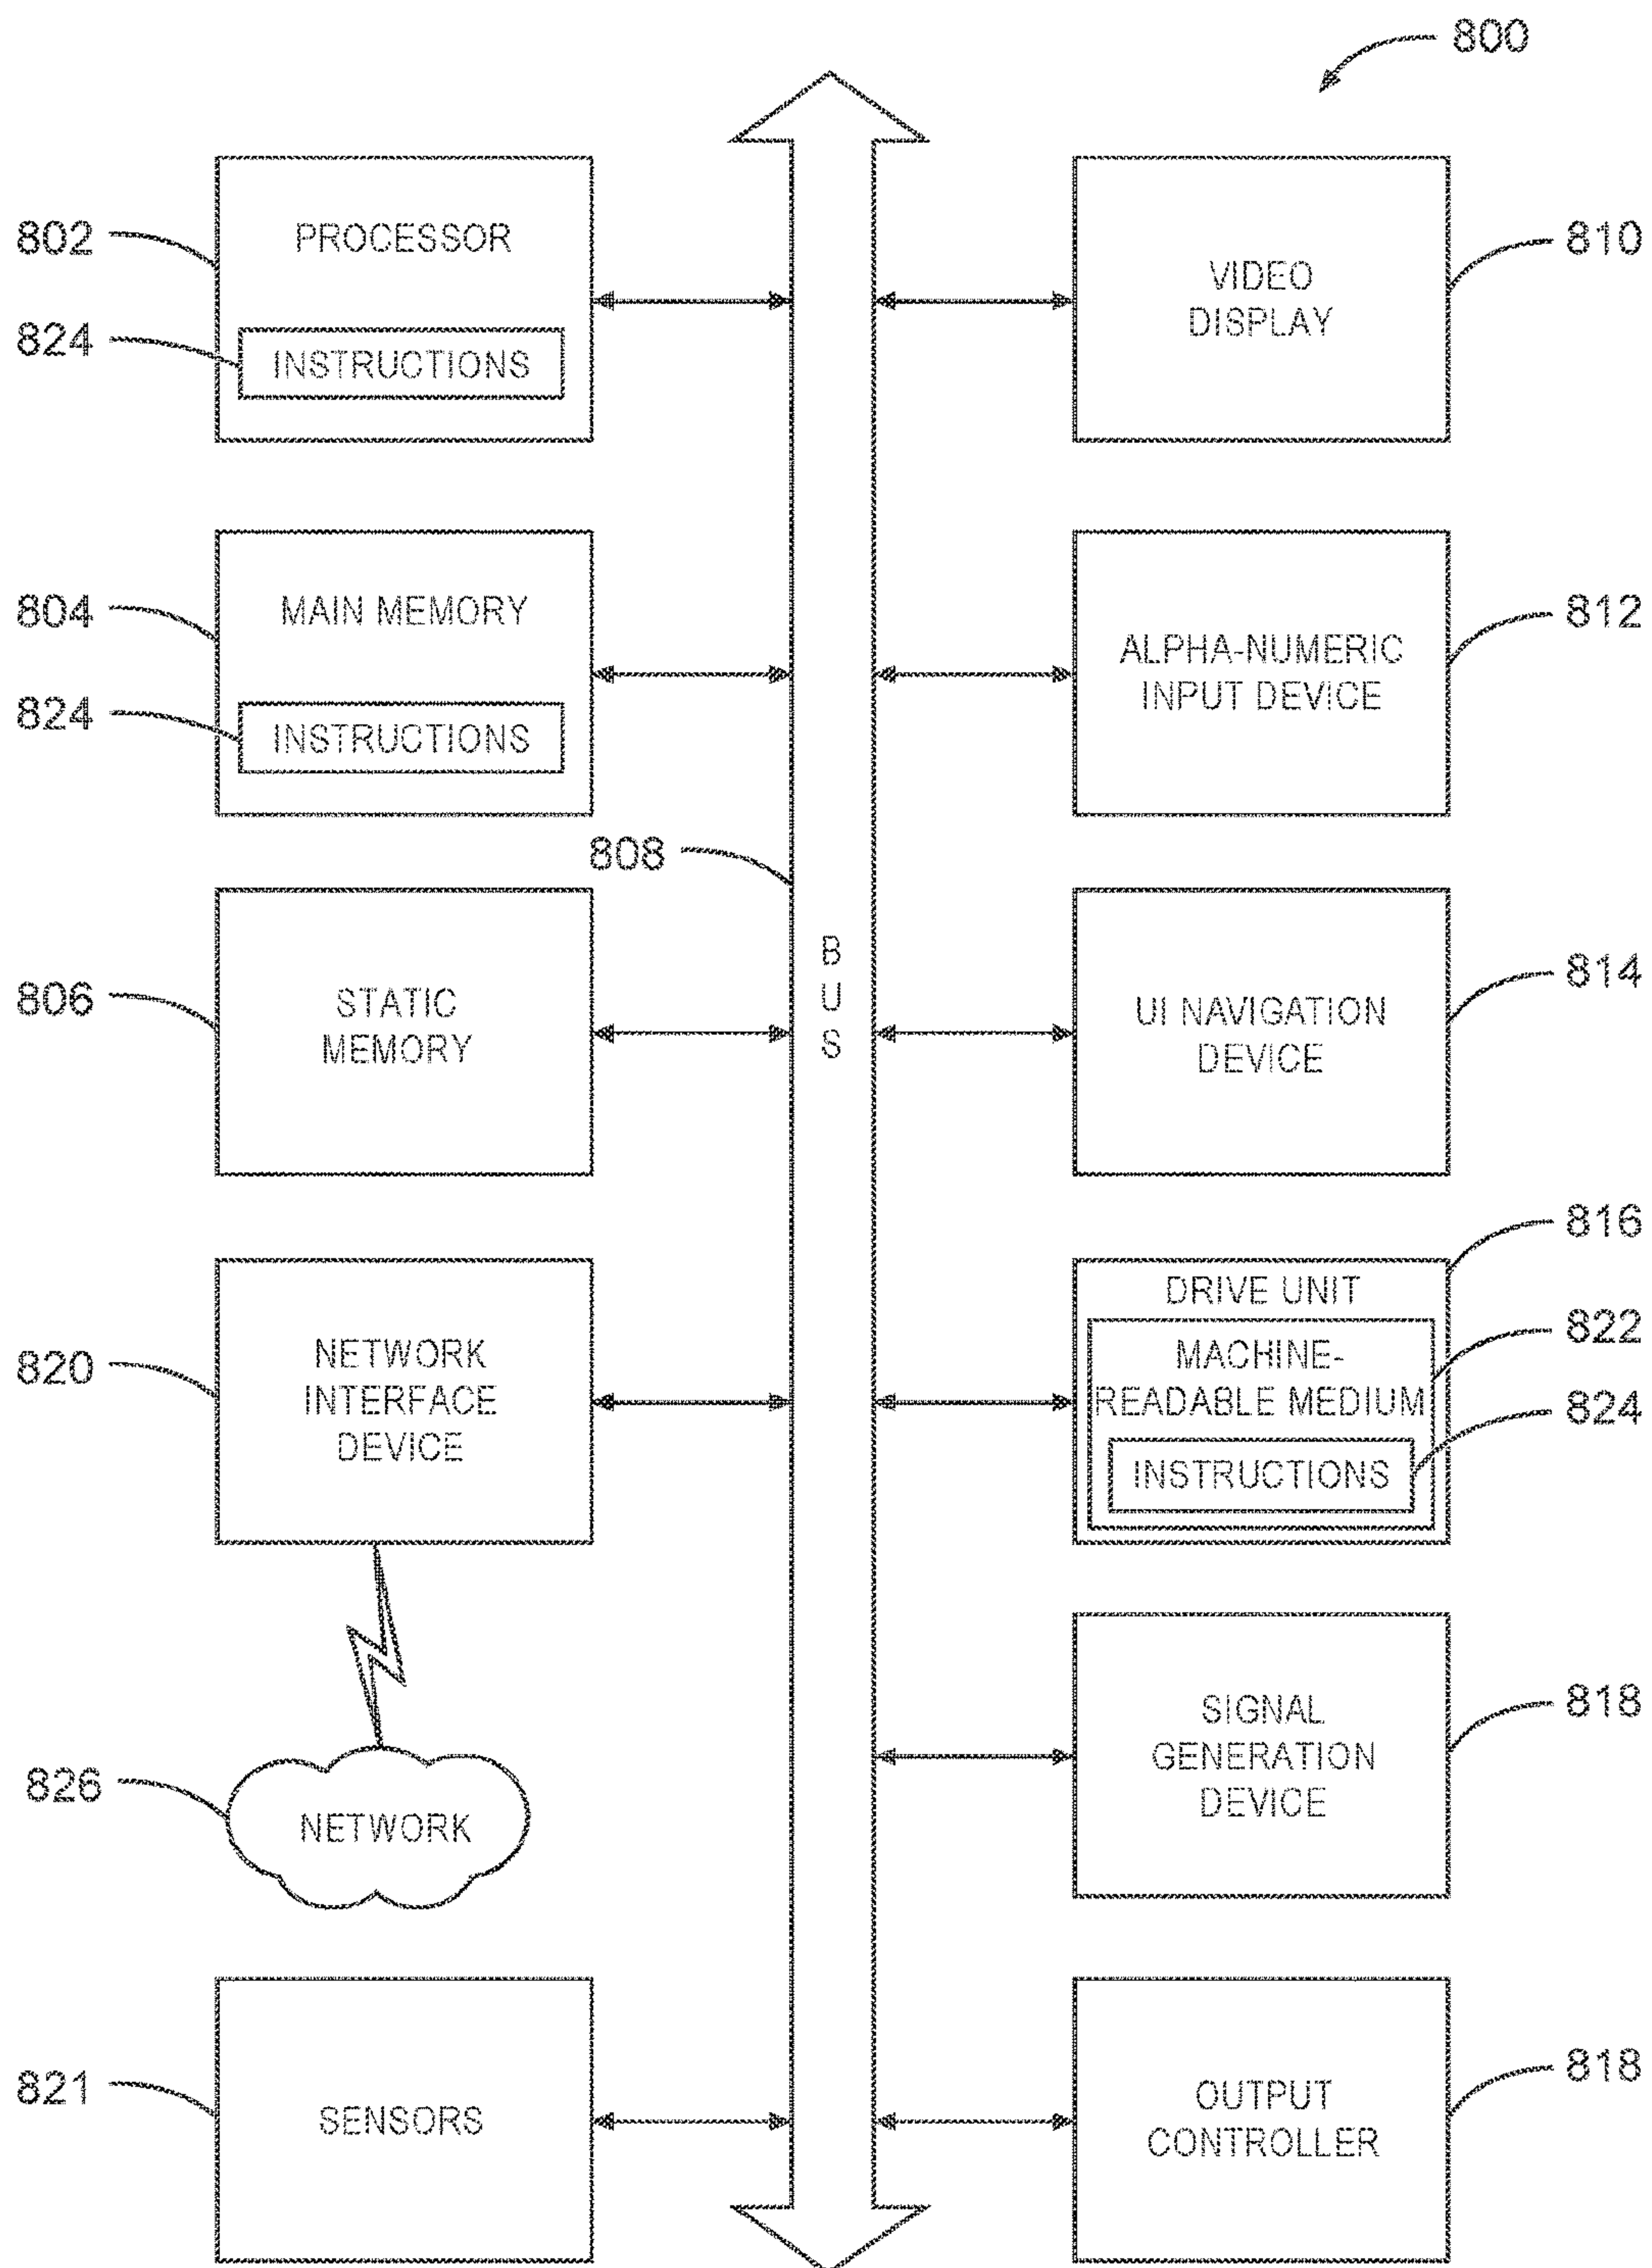 800
802
PROCESSOR
824
INSTRUCTIONS
810
VIDEO
DISPLAY
804
MAIN MEMORY
824
INSTRUCTIONS
812
ALPHA-NUMERIC
INPUT DEVICE
808
B
U
S
806
STATIC
MEMORY
814
UI NAVIGATION
DEVICE
820
NETWORK
INTERFACE
DEVICE
816
DRIVE UNIT
822
MACHINE-
READABLE MEDIUM
824
INSTRUCTIONS
826
NETWORK
818
SIGNAL
GENERATION
DEVICE
821
SENSORS
818
OUTPUT
CONTROLLER